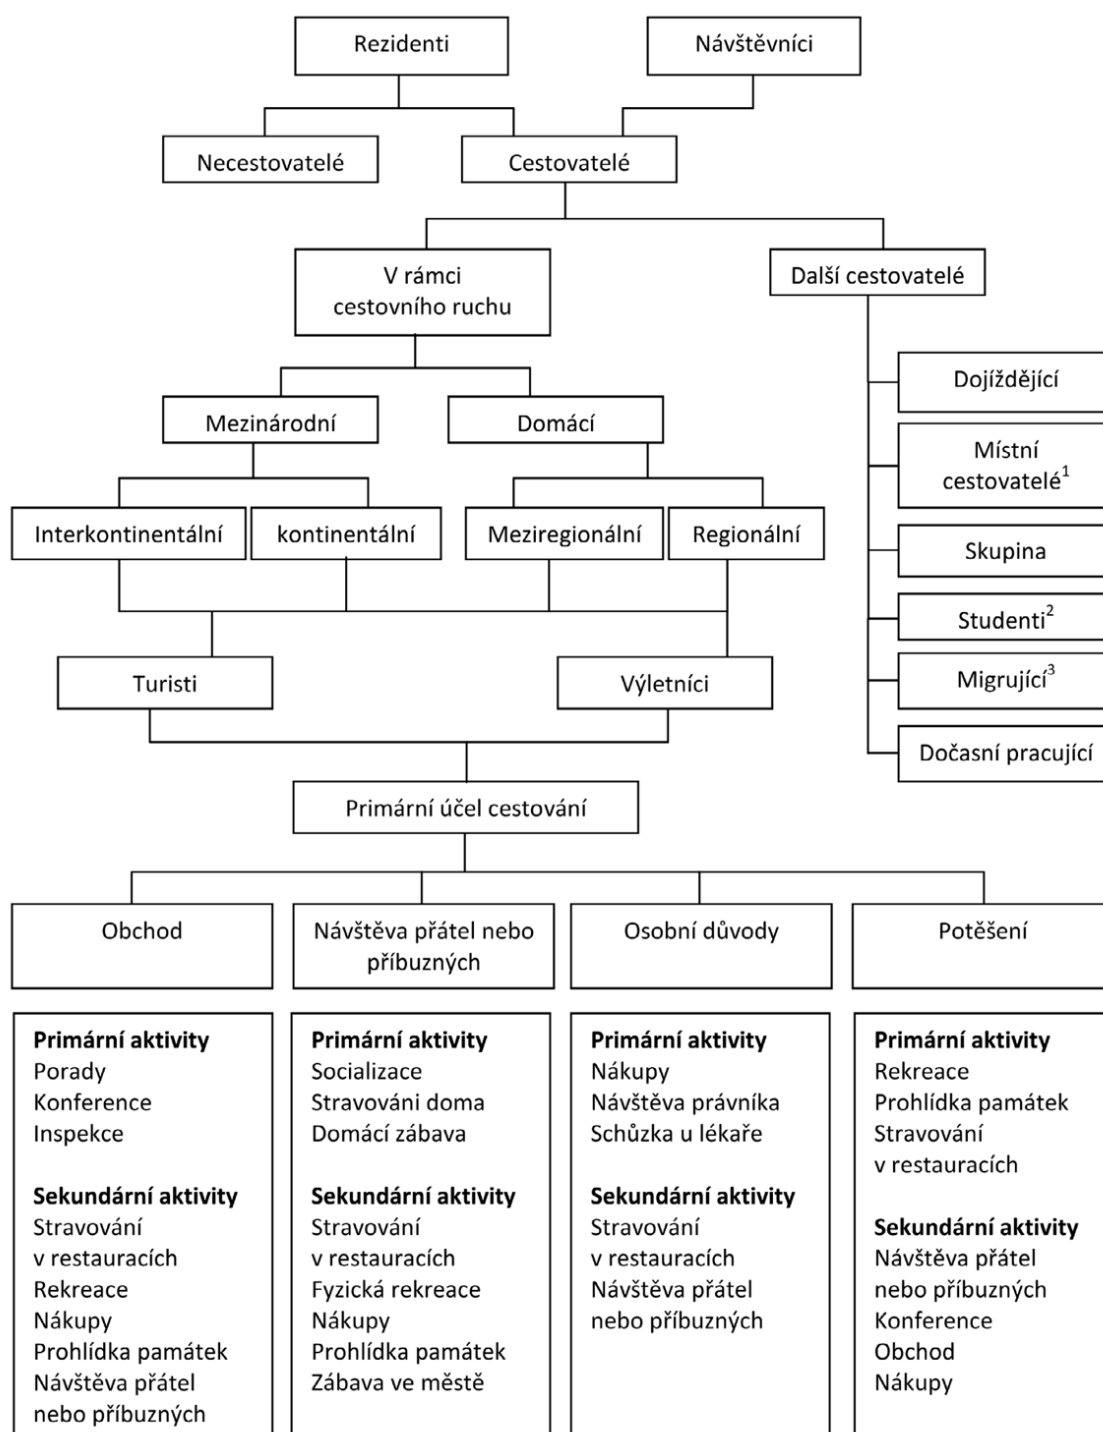 Rezidenti
Návštěvníci
Necestovatelé
Cestovatelé
V rámci
cestovního ruchu
Další cestovatelé
Dojíždějící
Mezinárodní
Domácí
Místní
cestovatelé¹
Interkontinentální
kontinentální
Meziregionální
Regionální
Skupina
Studenti²
Turisti
Výletníci
Migrující³
Dočasní pracující
Primární účel cestování
Obchod
Návštěva přátel nebo
příbuzných
Osobní důvody
Potěšení
Primární aktivity
Porady
Konference
Inspekce
Sekundární aktivity
Stravování
v restauracích
Rekreace
Nákupy
Prohlídka památek
Návštěva přátel
nebo příbuzných
Primární aktivity
Socializace
Stravováni doma
Domácí zábava
Sekundární aktivity
Stravování
v restauracích
Fyzická rekreace
Nákupy
Prohlídka památek
Zábava ve městě
Primární aktivity
Nákupy
Návštěva právníka
Schůzka u lékaře
Sekundární aktivity
Stravování
v restauracích
Návštěva přátel
nebo příbuzných
Primární aktivity
Rekreace
Prohlídka památek
Stravování
v restauracích
Sekundární aktivity
Návštěva přátel
nebo příbuzných
Konference
Obchod
Nákupy